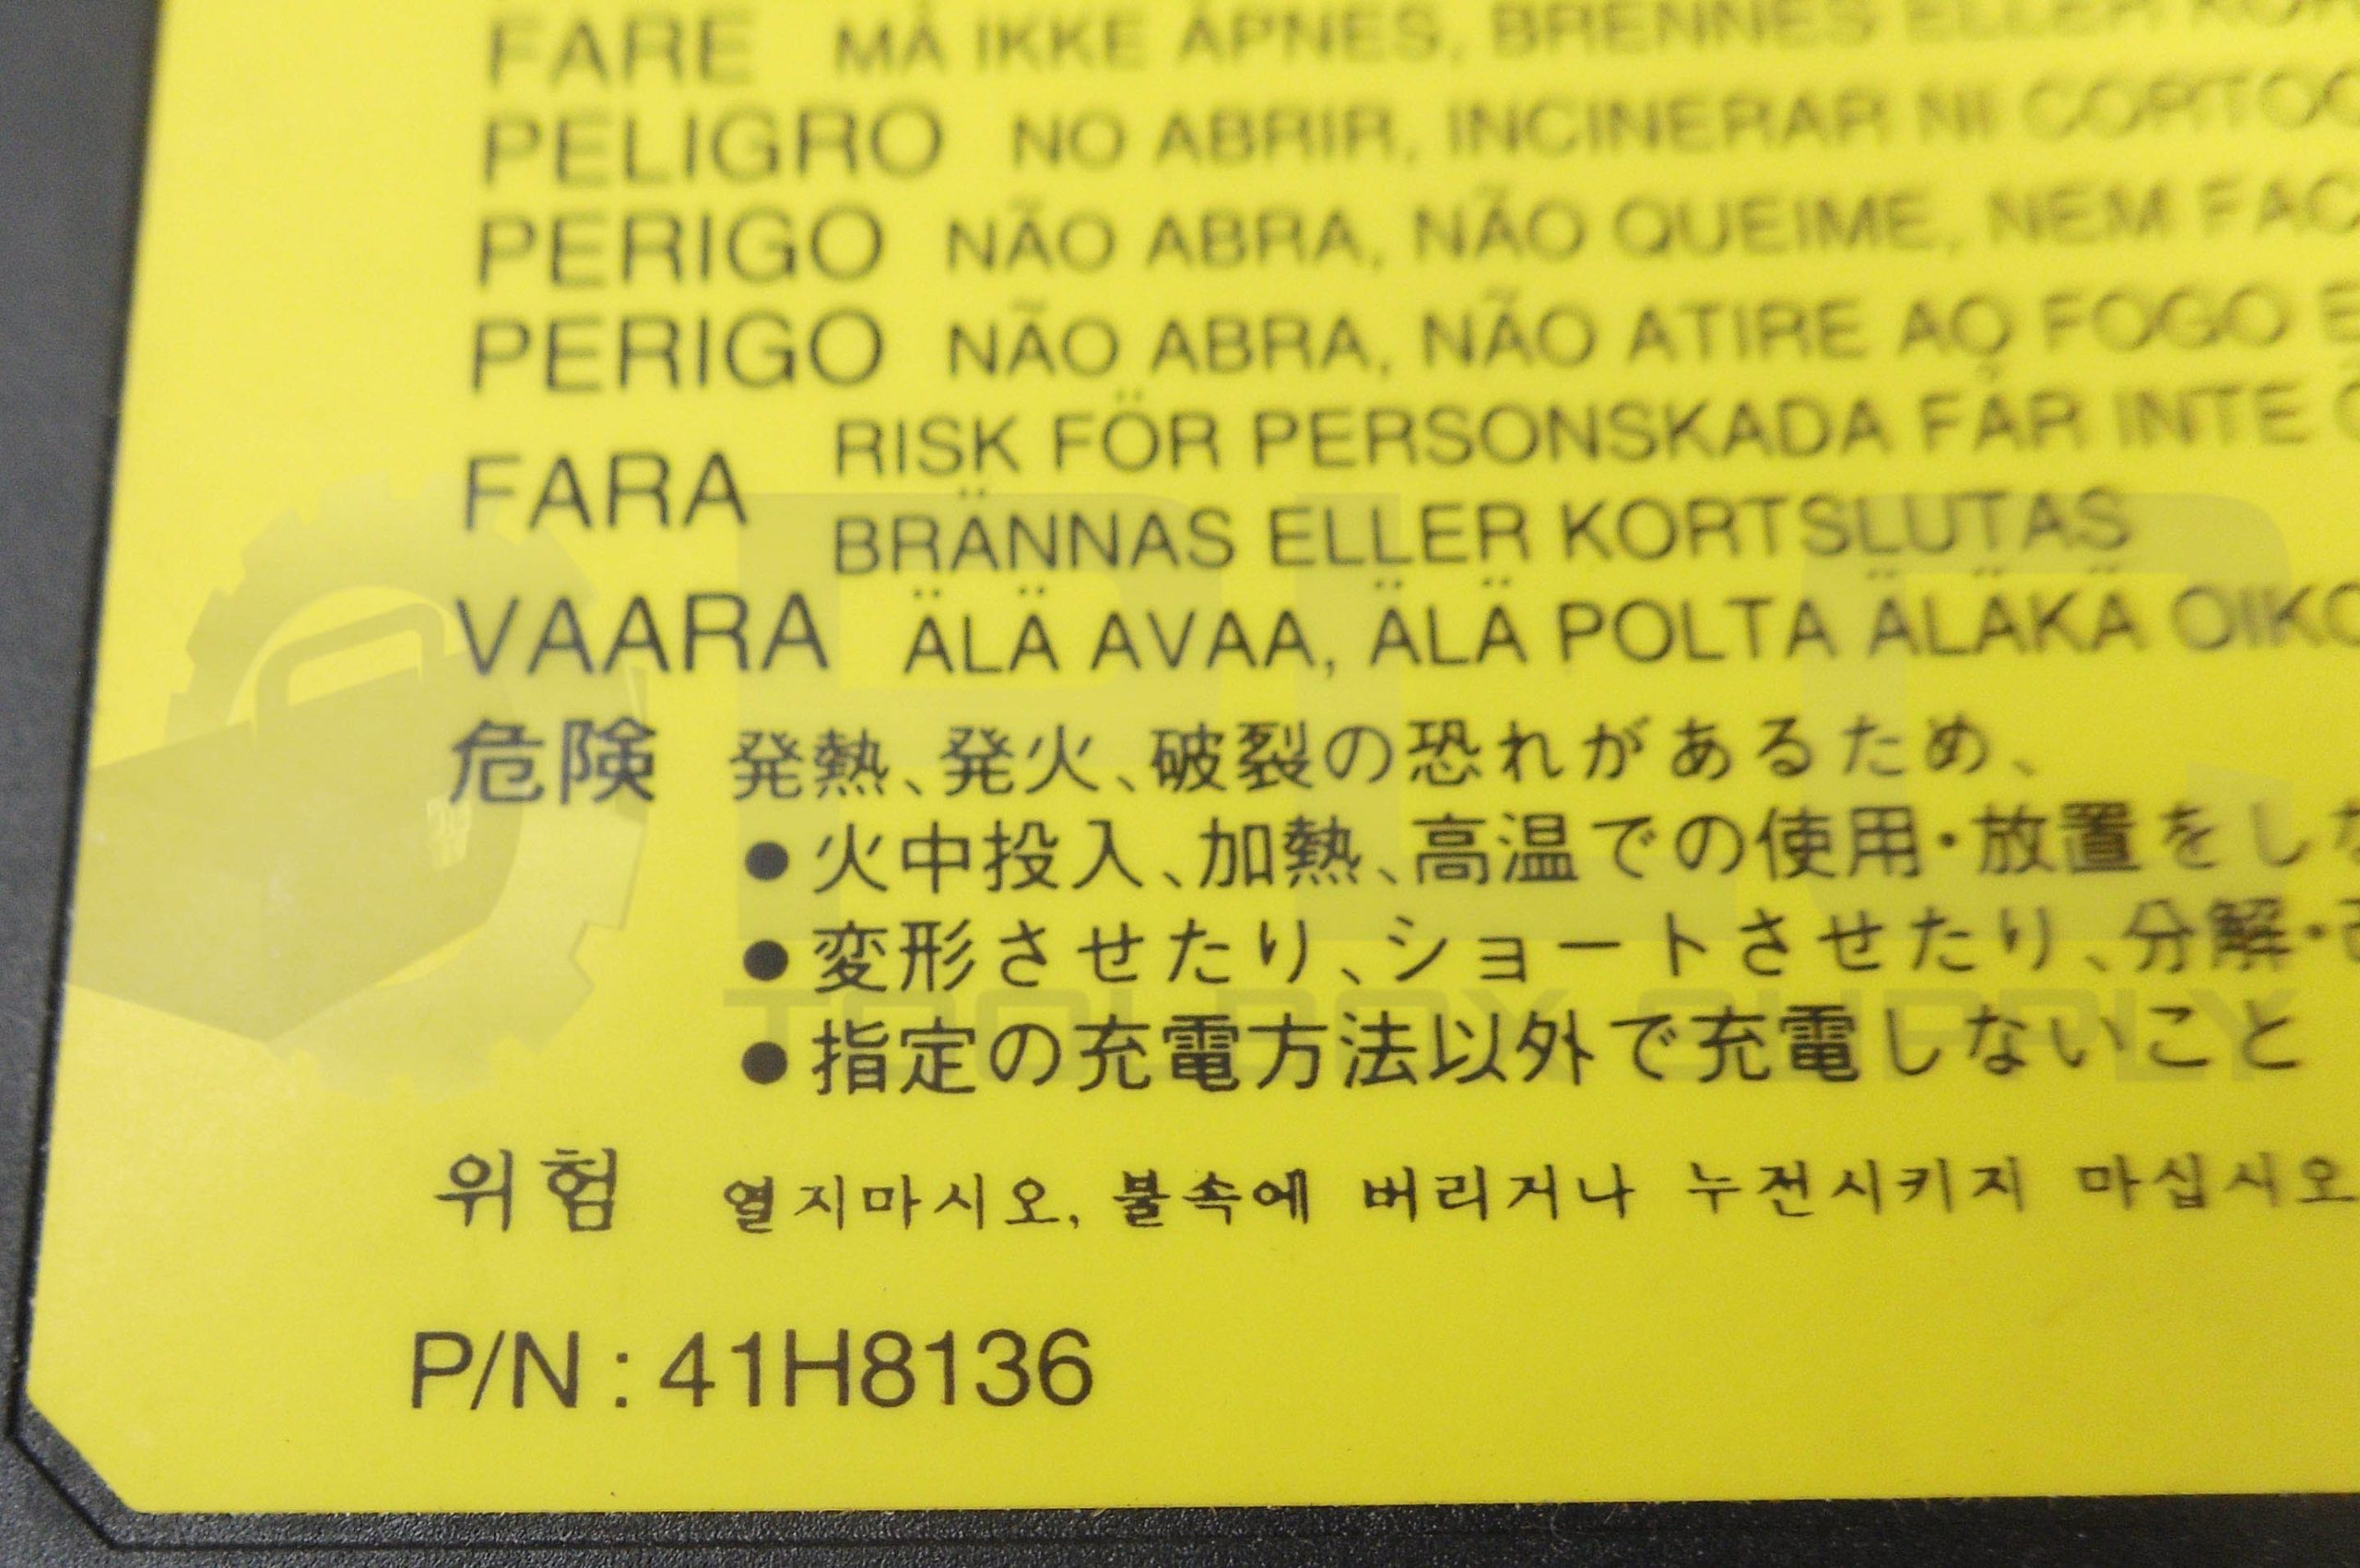 FARE MÅ IKKE ÅPNES, BRENNES ELLER
PELIGRO NO ABRIR, INCINERAR NI
PERIGO NÃO ABRA, NÃO QUEIME, NEM
PERIGO NÃO ABRA, NÃO ATIRE AO FOGO
FARA RISK FÖR PERSONSKADA FÅR INTE
BRÄNNAS ELLER KORTSLUTAS
VAARA ÄLÄ AVAA, ÄLÄ POLTA ÄLÄKÄ
危険 発熱、発火、破裂の恐れがあるため、
●火中投入、加熱、高温での使用・放置をし
●変形させたり、ショートさせたり、分解・
●指定の充電方法以外で充電しないこと
위험 열지마시오, 불속에 버리거나 누전시키지 마십시오
P/N : 41H8136
PLR
TOOLBOX SUPPLY